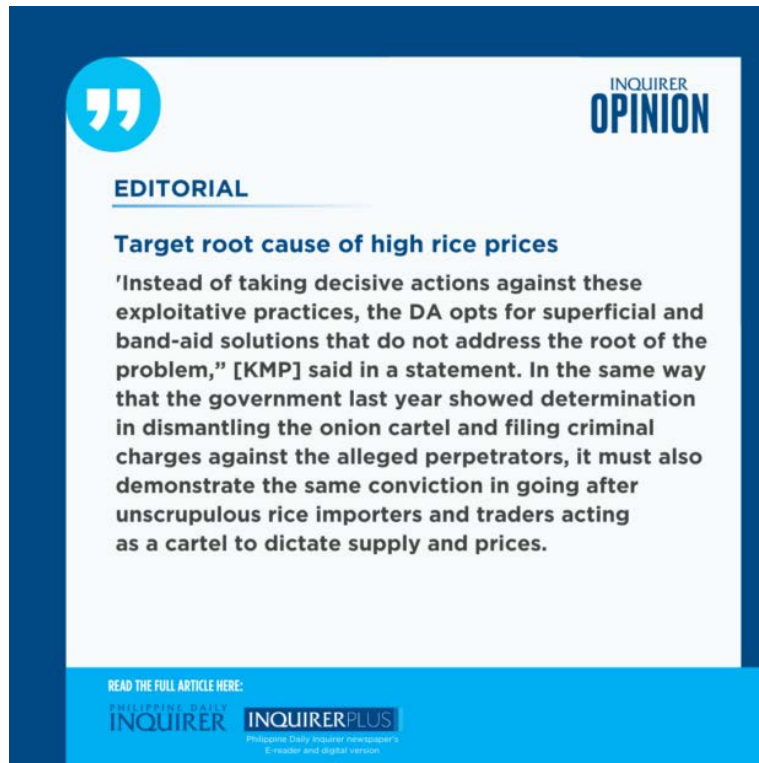 INQUIRER
OPINION
EDITORIAL
Target root cause of high rice prices
'Instead of taking decisive actions against these
exploitative practices, the DA opts for superficial and
band-aid solutions that do not address the root of the
problem,” [KMP] said in a statement. In the same way
that the government last year showed determination
in dismantling the onion cartel and filing criminal
charges against the alleged perpetrators, it must also
demonstrate the same conviction in going after
unscrupulous rice importers and traders acting
as a cartel to dictate supply and prices.
READ THE FULL ARTICLE HERE:
PHILIPPINE DAILY
INQUIRER
INQUIRERPLUS
Philippine Daily Inquirer newspaper's
E-reader and digital version